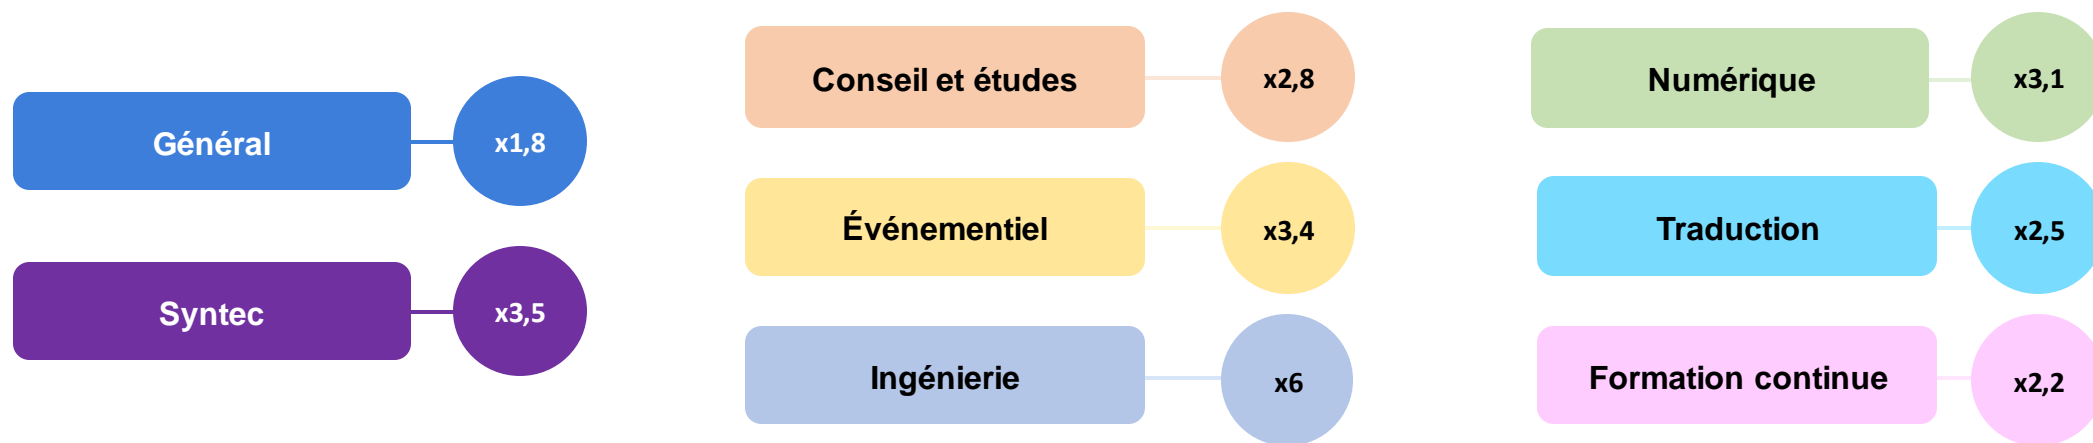 Général
x1,8
Syntec
x3,5
Conseil et études
x2,8
Événementiel
x3,4
Ingénierie
x6
Numérique
x3,1
Traduction
x2,5
Formation continue
x2,2